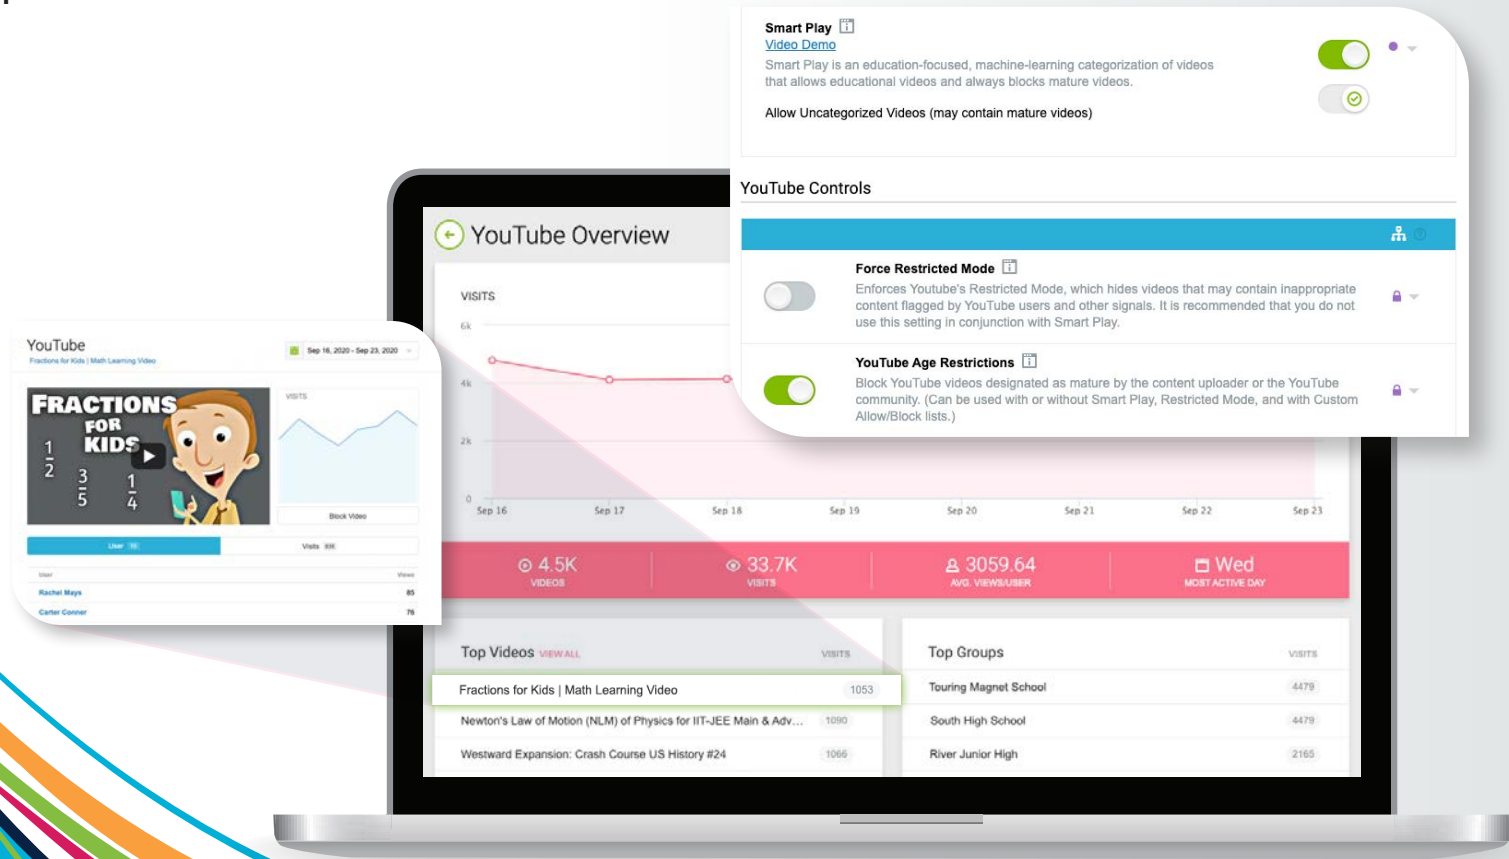 Smart Play
Video Demo
Smart Play is an education-focused, machine-learning categorization of videos
that allows educational videos and always blocks mature videos.
Allow Uncategorized Videos (may contain mature videos)
YouTube Controls
Force Restricted Mode
Enforces Youtube's Restricted Mode, which hides videos that may contain inappropriate
content flagged by YouTube users and other signals. It is recommended that you do not
use this setting in conjunction with Smart Play.
YouTube Age Restrictions
Block YouTube videos designated as mature by the content uploader or the YouTube
community. (Can be used with or without Smart Play, Restricted Mode, and with Custom
Allow/Block lists.)
YouTube Overview
VISITS
6k
4k
2k
0
Sep 16 Sep 17 Sep 18 Sep 19 Sep 20 Sep 21 Sep 22 Sep 23
4.5K
VIDEOS
33.7K
VISITS
3059.64
AVG. VIEWS/USER
Wed
MOST ACTIVE DAY
Top Videos VIEW ALL VISITS
Fractions for Kids | Math Learning Video 1053
Newton's Law of Motion (NLM) of Physics for IIT-JEE Main & Adv... 1090
Westward Expansion: Crash Course US History #24 1066
Top Groups VISITS
Touring Magnet School 4479
South High School 4479
River Junior High 2165
YouTube
Fractions for Kids | Math Learning Video
Sep 16, 2020 - Sep 23, 2020
FRACTIONS
FOR
KIDS
1/2
3/5
1/4
VISITS
Block Video
User
Visits
User Views
Rachel Mays 85
Carter Conner 76